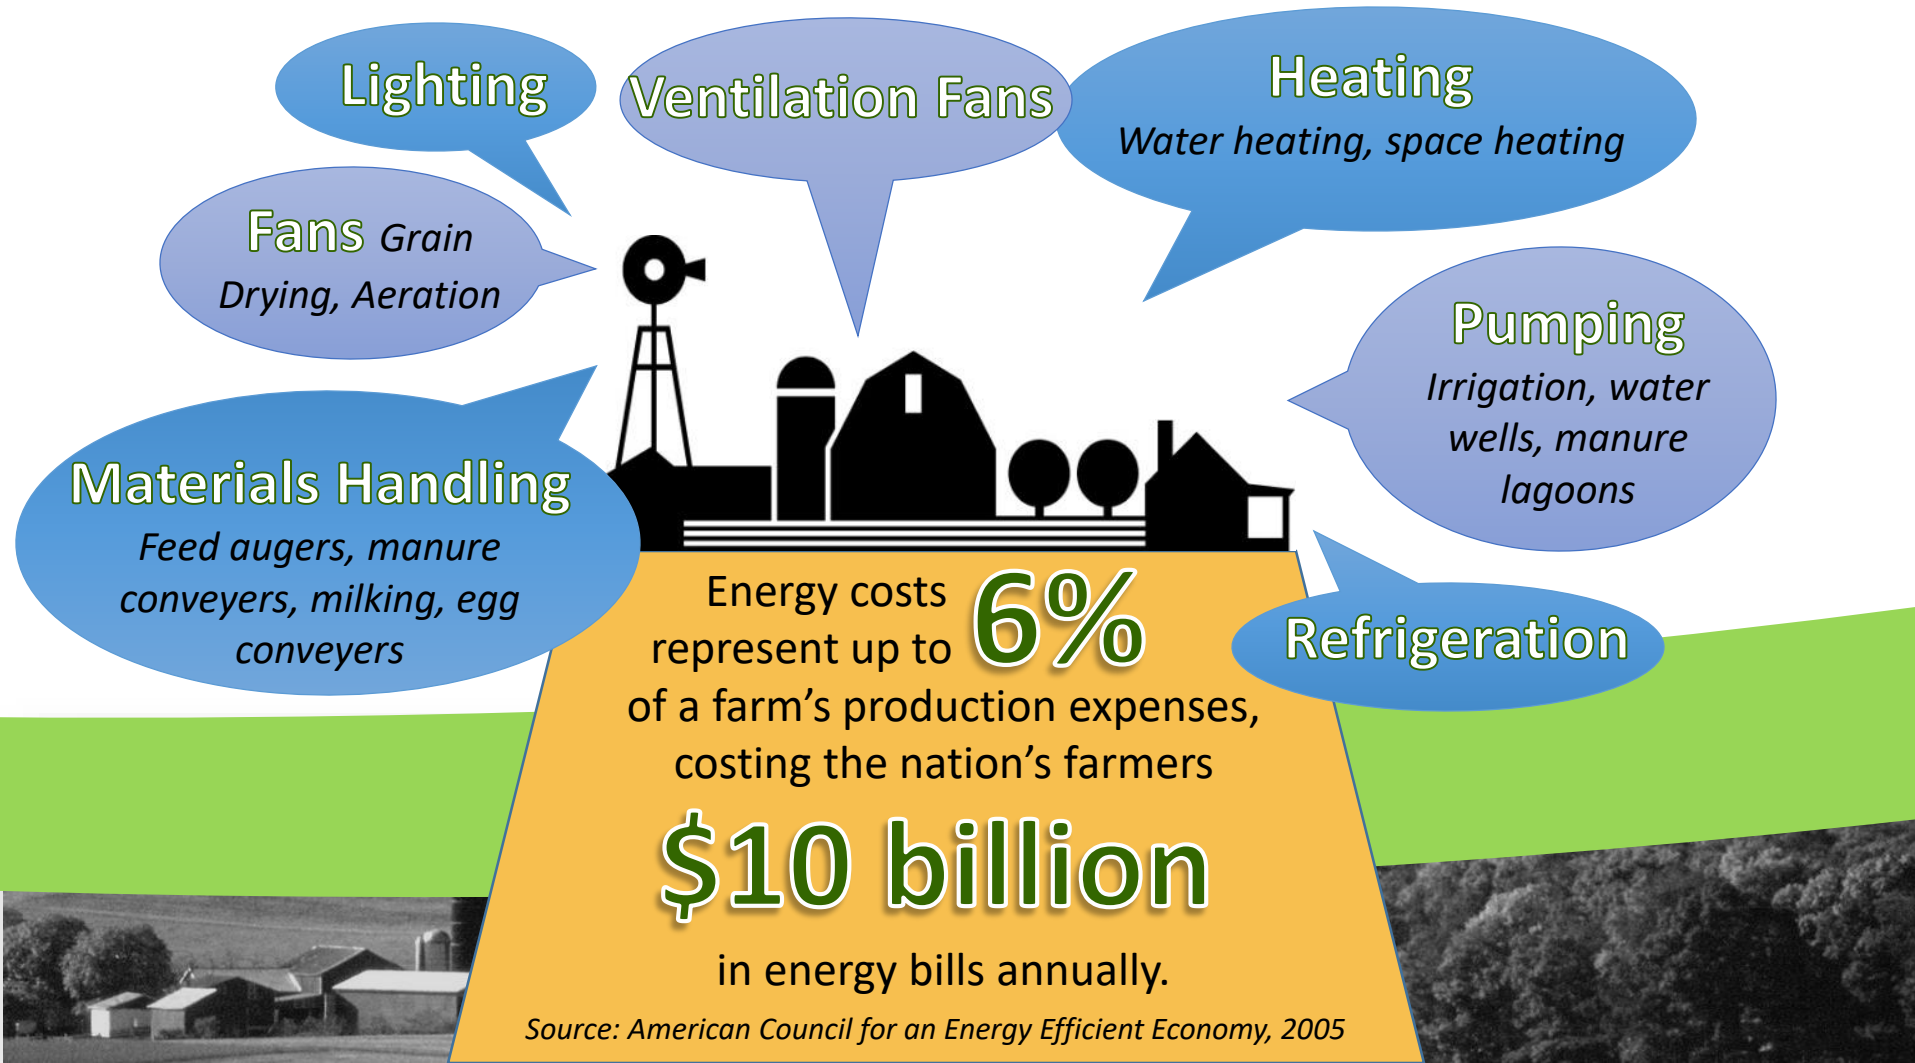 Lighting
Ventilation Fans
Heating
Water heating, space heating
Fans Grain
Drying, Aeration
Pumping
Irrigation, water
wells, manure
lagoons
Materials Handling
Feed augers, manure
conveyers, milking, egg
conveyers
Refrigeration
Energy costs 6%
represent up to
of a farm’s production expenses,
costing the nation’s farmers
$10 billion
in energy bills annually.
Source: American Council for an Energy Efficient Economy, 2005